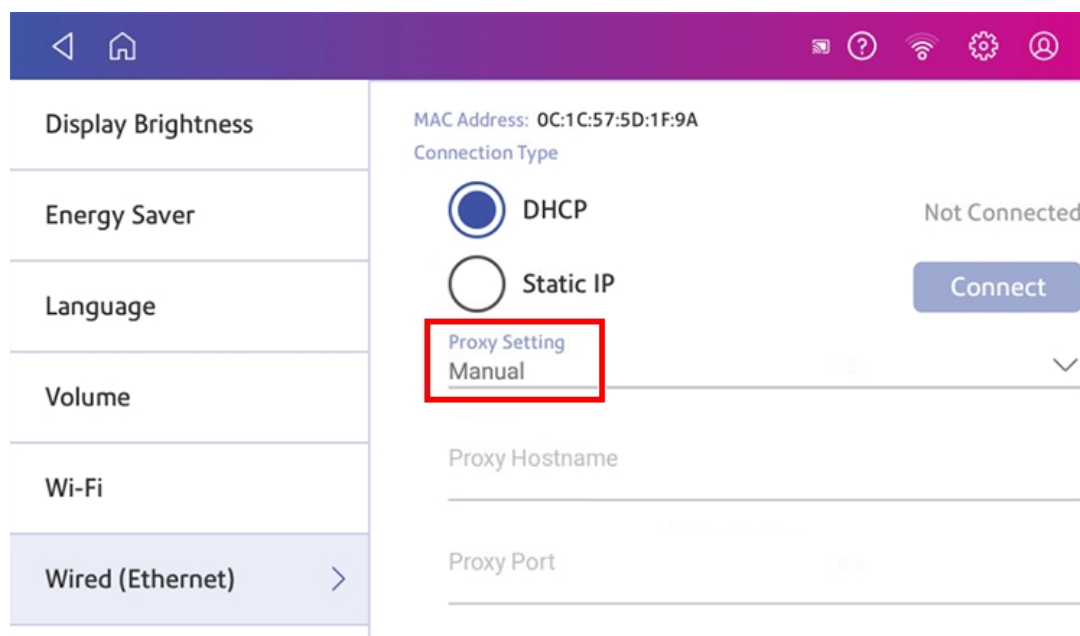 Display Brightness
Energy Saver
Language
Volume
Wi-Fi
Wired (Ethernet)
MAC Address: 0C:1C:57:5D:1F:9A
Connection Type
DHCP
Not Connected
Static IP
Connect
Proxy Setting
Manual
Proxy Hostname
Proxy Port